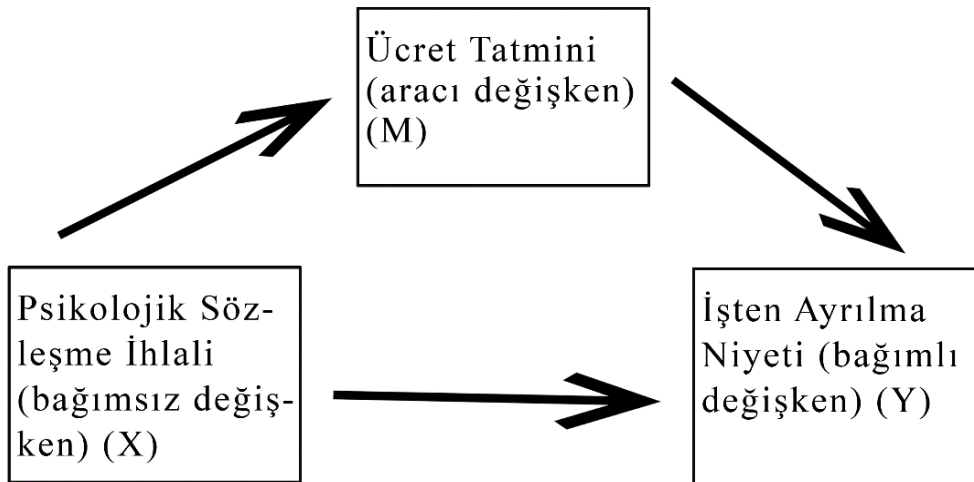 Ücret Tatmini
(aracı değişken)
(M)
Psikolojik Söz-
leşme İhlali
(bağımsız değiş-
ken) (X)
İşten Ayrılma
Niyeti (bağımlı
değişken) (Y)